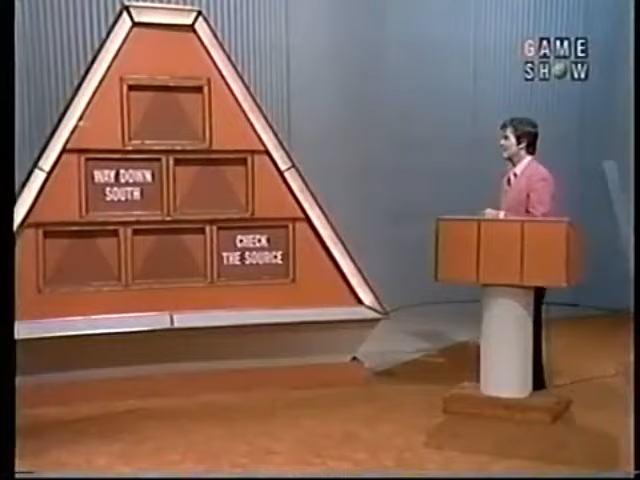 GAME
SHOW
WAY DOWN
SOUTH
CHECK
THE SOURCE